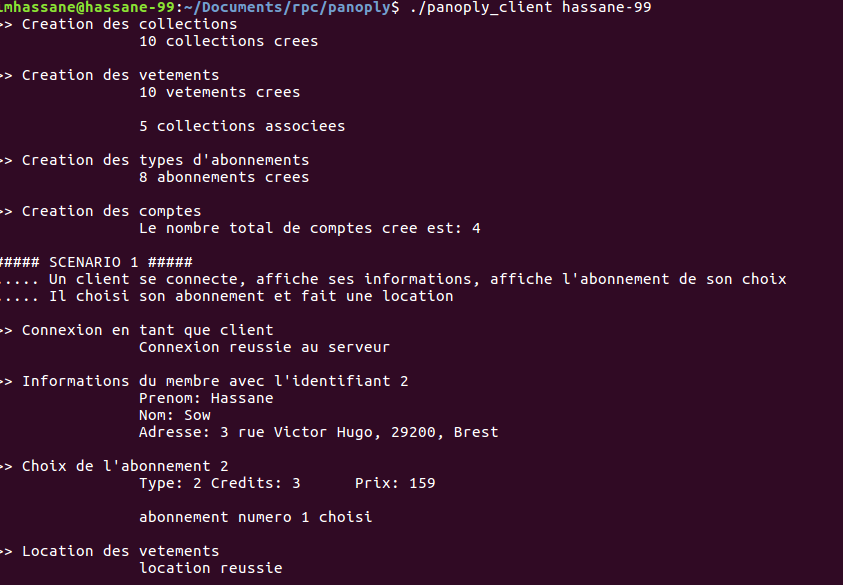 lmhassane@hassane-99:~/Documents/rpc/panoply$ ./panoply_client hassane-99
>> Creation des collections
10 collections crees
>> Creation des vetements
10 vetements crees
5 collections associees
>> Creation des types d'abonnements
8 abonnements crees
>> Creation des comptes
Le nombre total de comptes cree est: 4
##### SCENARIO 1 #####
..... Un client se connecte, affiche ses informations, affiche l'abonnement de son choix
..... Il choisi son abonnement et fait une location
>> Connexion en tant que client
Connexion reussie au serveur
>> Informations du membre avec l'identifiant 2
Prenom: Hassane
Nom: Sow
Adresse: 3 rue Victor Hugo, 29200, Brest
>> Choix de l'abonnement 2
Type: 2 Credits: 3 Prix: 159
abonnement numero 1 choisi
>> Location des vetements
location reussie